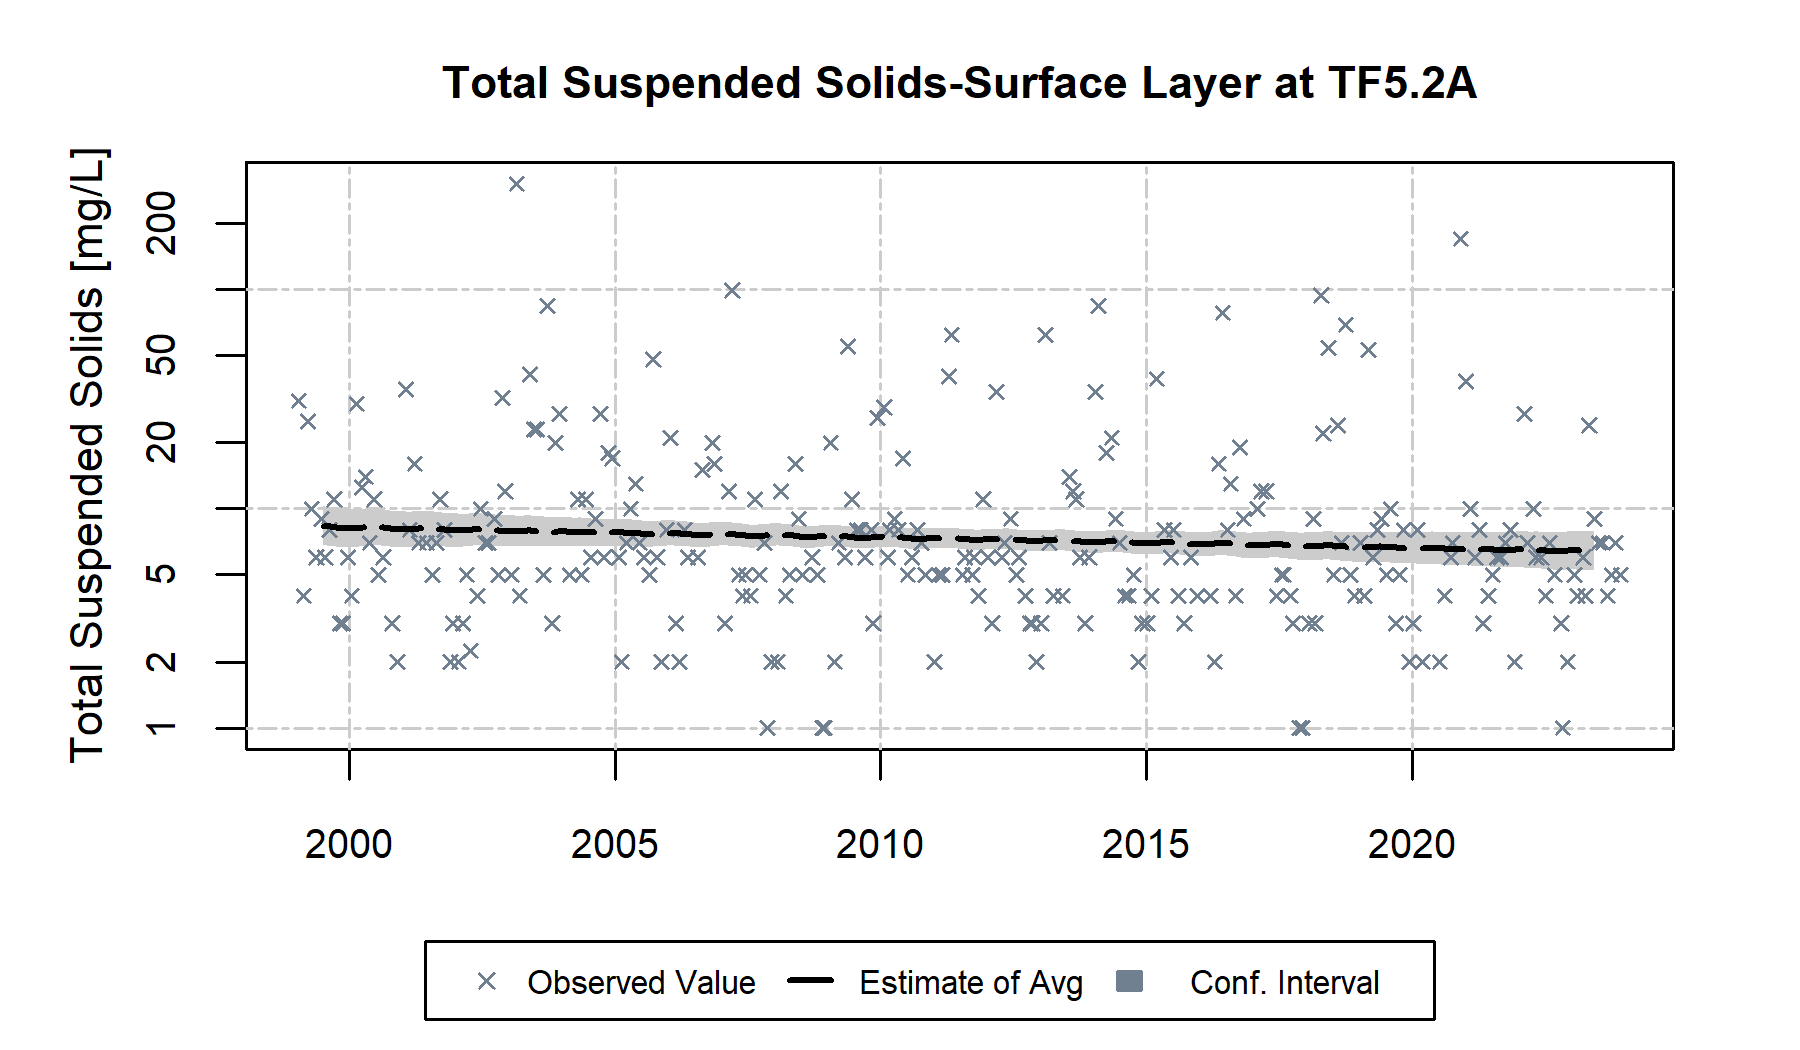 Total Suspended Solids-Surface Layer at TF5.2A
Total Suspended Solids [mg/L]
200
50
20
5
2
1
2000 2005 2010 2015 2020
Observed Value Estimate of Avg Conf. Interval